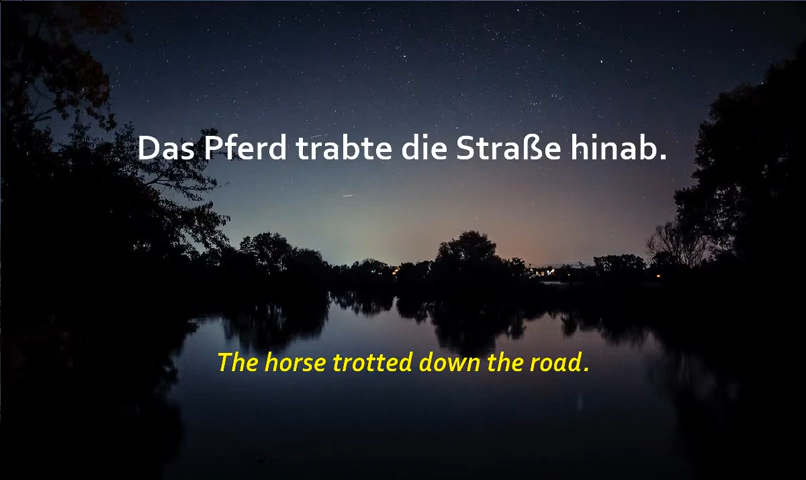 Das Pferd trabte die Straße hinab.
The horse trotted down the road.